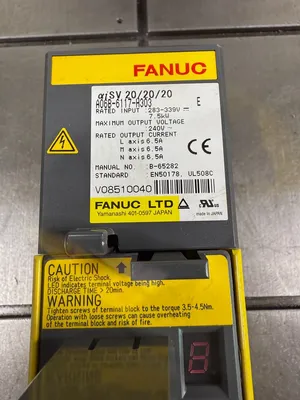 FANUC
αiSV 20/20/20
A06B-6117-H303 E
RATED INPUT :283-339V⎓
7.5kW
MAXIMUM OUTPUT VOLTAGE
:240V~
RATED OUTPUT CURRENT
L axis 6.5A
M axis 6.5A
N axis 6.5A
MANUAL NO. :B-65282
STANDARD :EN50178, UL508C
V08510040
FANUC LTD
Yamanashi 401-0597 JAPAN
CAUTION
Risk of Electric Shock.
LED indicates terminal voltage being high.
DISCHARGE TIME > 20min.
WARNING
Tighten screws of terminal block to the torque 3.5-4.5Nm.
Operation with loose screws can cause overheating
of the terminal block and risk of fire.